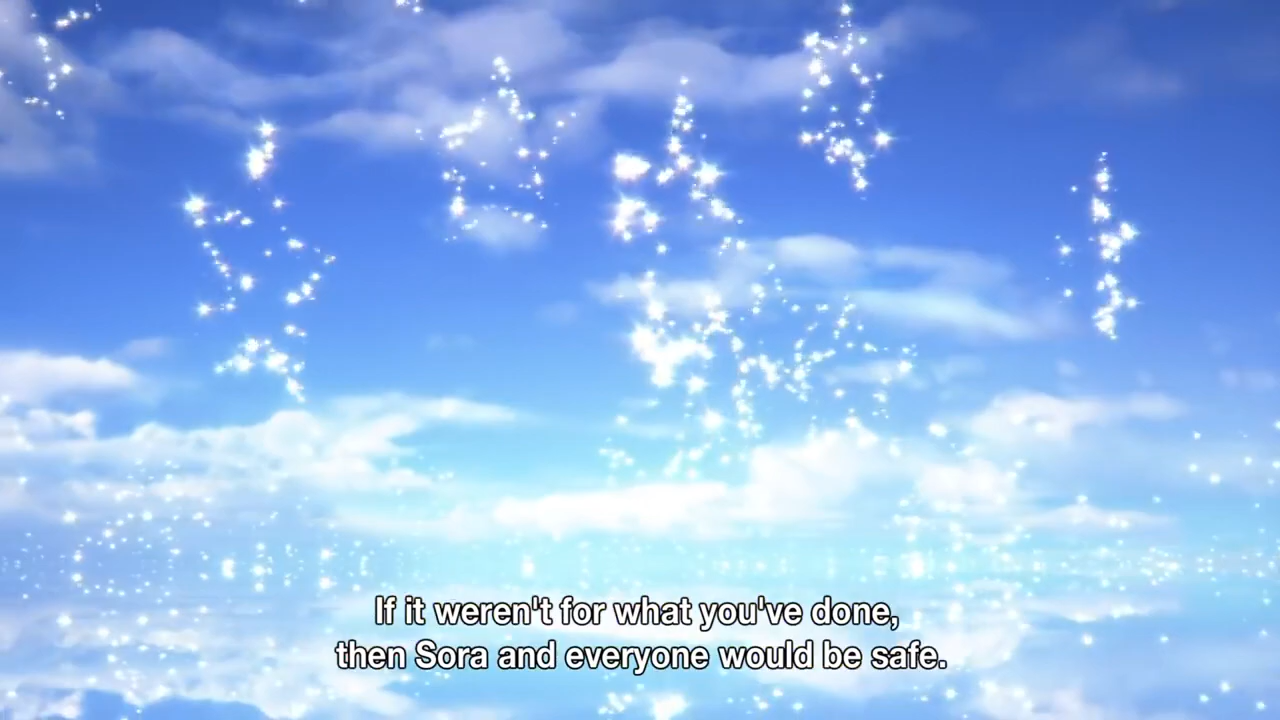 If it weren't for what you've done,
then Sora and everyone would be safe.